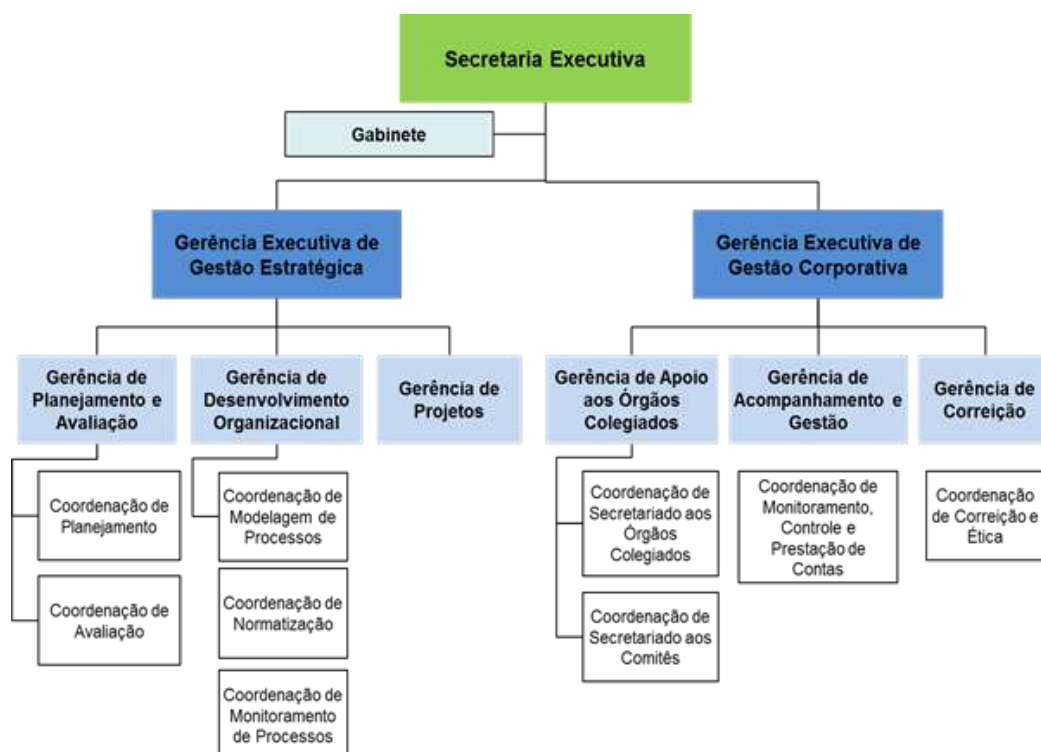 Secretaria Executiva
Gabinete
Gerência Executiva de
Gestão Estratégica
Gerência Executiva de
Gestão Corporativa
Gerência de
Planejamento e
Avaliação
Gerência de
Desenvolvimento
Organizacional
Gerência de
Projetos
Gerência de Apoio
aos Órgãos
Colegiados
Gerência de
Acompanhamento e
Gestão
Gerência de
Correição
Coordenação de
Planejamento
Coordenação de
Avaliação
Coordenação de
Modelagem de
Processos
Coordenação de
Normatização
Coordenação de
Monitoramento
de Processos
Coordenação de
Secretariado aos
Órgãos
Colegiados
Coordenação de
Secretariado aos
Comitês
Coordenação de
Monitoramento,
Controle e
Prestação de
Contas
Coordenação
de Correição e
Ética